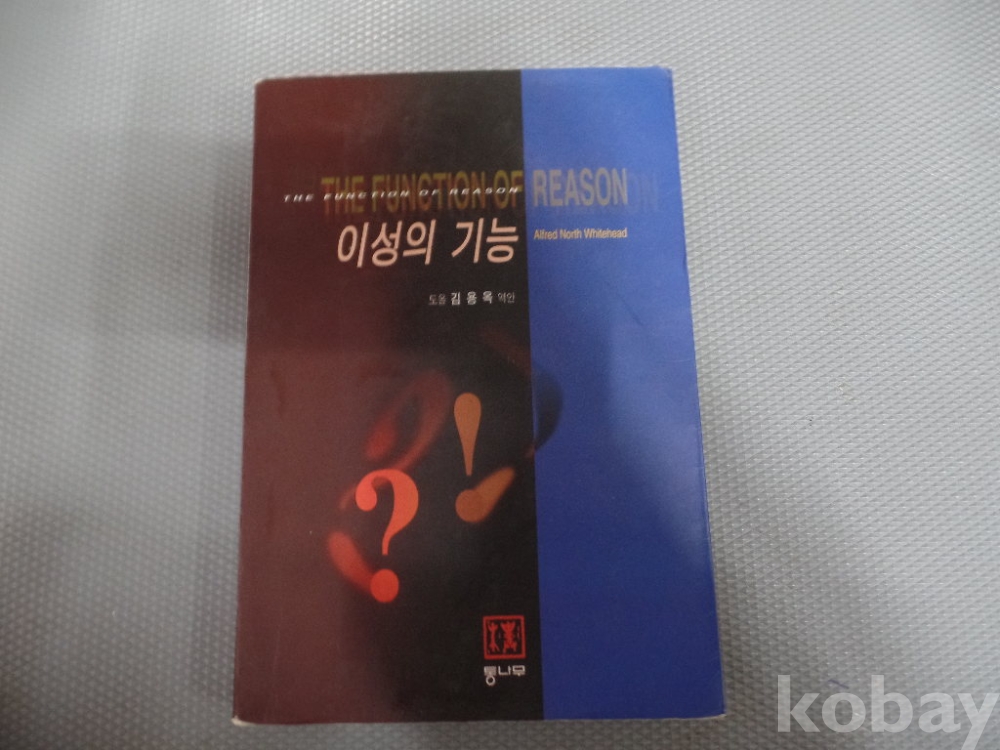 THE FUNCTION OF REASON
THE FUNCTION OF REASON
이성의 기능
Alfred North Whitehead
도올 김용옥 역안
?!
통나무
kobay